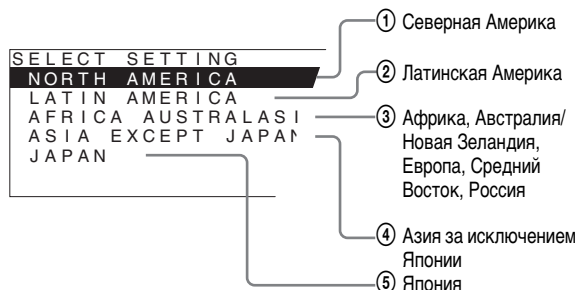 SELECT SETTING
NORTH AMERICA
LATIN AMERICA
AFRICA AUSTRALASI
ASIA EXCEPT JAPAN
JAPAN
① Северная Америка
② Латинская Америка
③ Африка, Австралия/
Новая Зеландия,
Европа, Средний
Восток, Россия
④ Азия за исключением
Японии
⑤ Япония